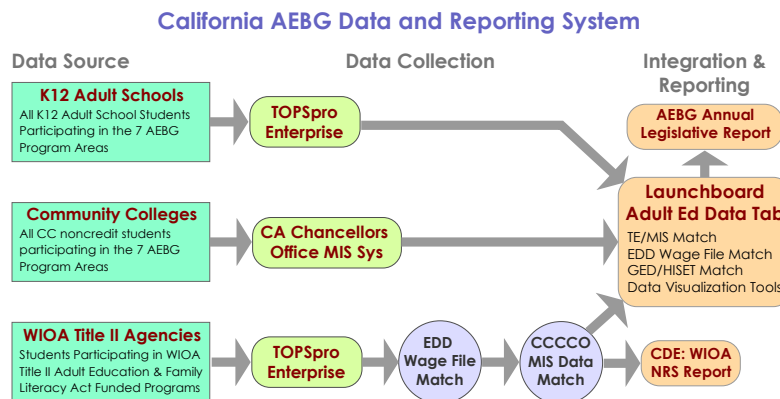 California AEBG Data and Reporting System
Data Source
Data Collection
Integration &
Reporting
K12 Adult Schools
All K12 Adult School Students
Participating in the 7 AEBG
Program Areas
TOPSpro
Enterprise
AEBG Annual
Legislative Report
Community Colleges
All CC noncredit students
participating in the 7 AEBG
Program Areas
CA Chancellors
Office MIS Sys
Launchboard
Adult Ed Data Tab
TE/MIS Match
EDD Wage File Match
GED/HISET Match
Data Visualization Tools
WIOA Title II Agencies
Students Participating in WIOA
Title II Adult Education & Family
Literacy Act Funded Programs
TOPSpro
Enterprise
EDD
Wage File
Match
CCCCO
MIS Data
Match
CDE: WIOA
NRS Report